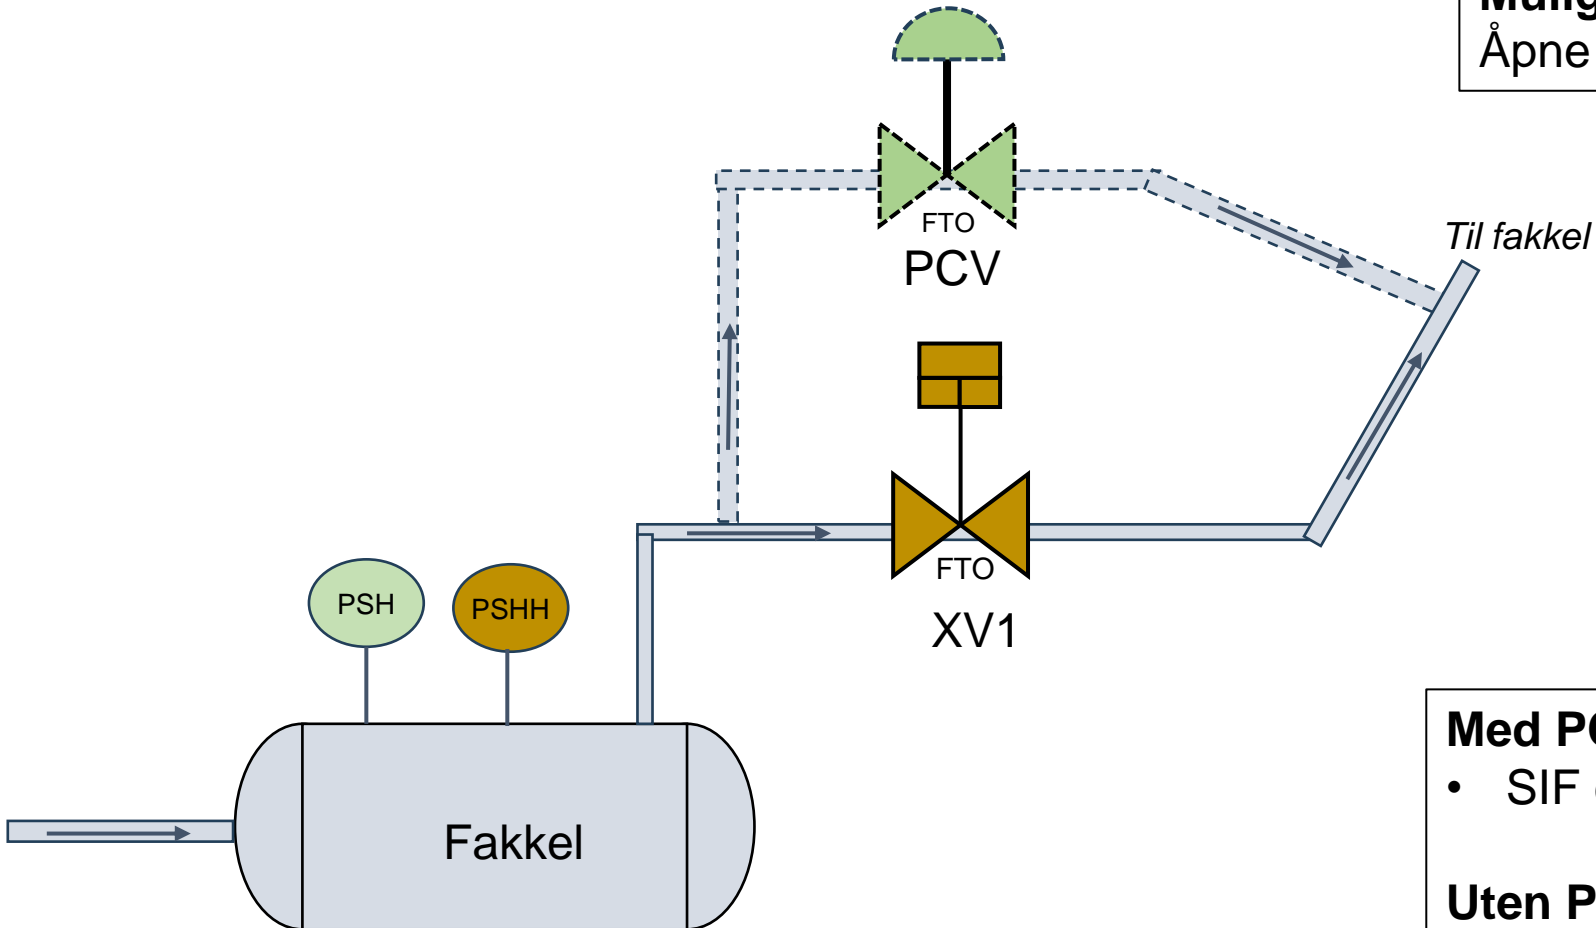 Åpne
FTO
PCV
Til fakkel
FTO
XV1
PSH
PSHH
Fakkel
Med
• SIF
Uten